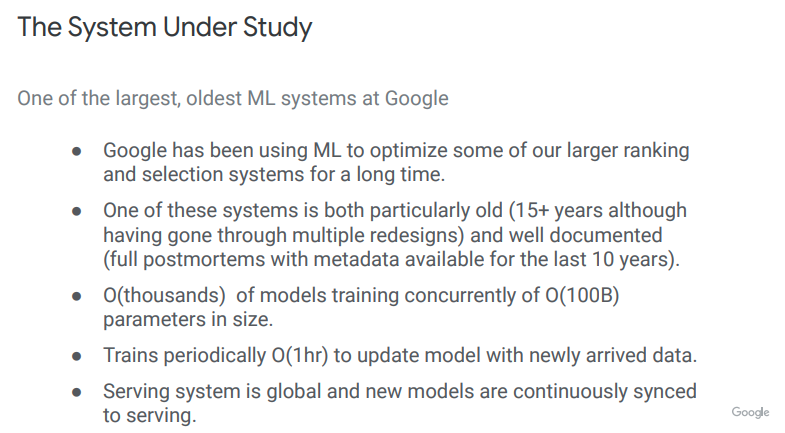 The System Under Study
One of the largest, oldest ML systems at Google
● Google has been using ML to optimize some of our larger ranking
and selection systems for a long time.
● One of these systems is both particularly old (15+ years although
having gone through multiple redesigns) and well documented
(full postmortems with metadata available for the last 10 years).
● O(thousands)  of models training concurrently of O(100B)
parameters in size.
● Trains periodically O(1hr) to update model with newly arrived data.
● Serving system is global and new models are continuously synced
to serving.
Google